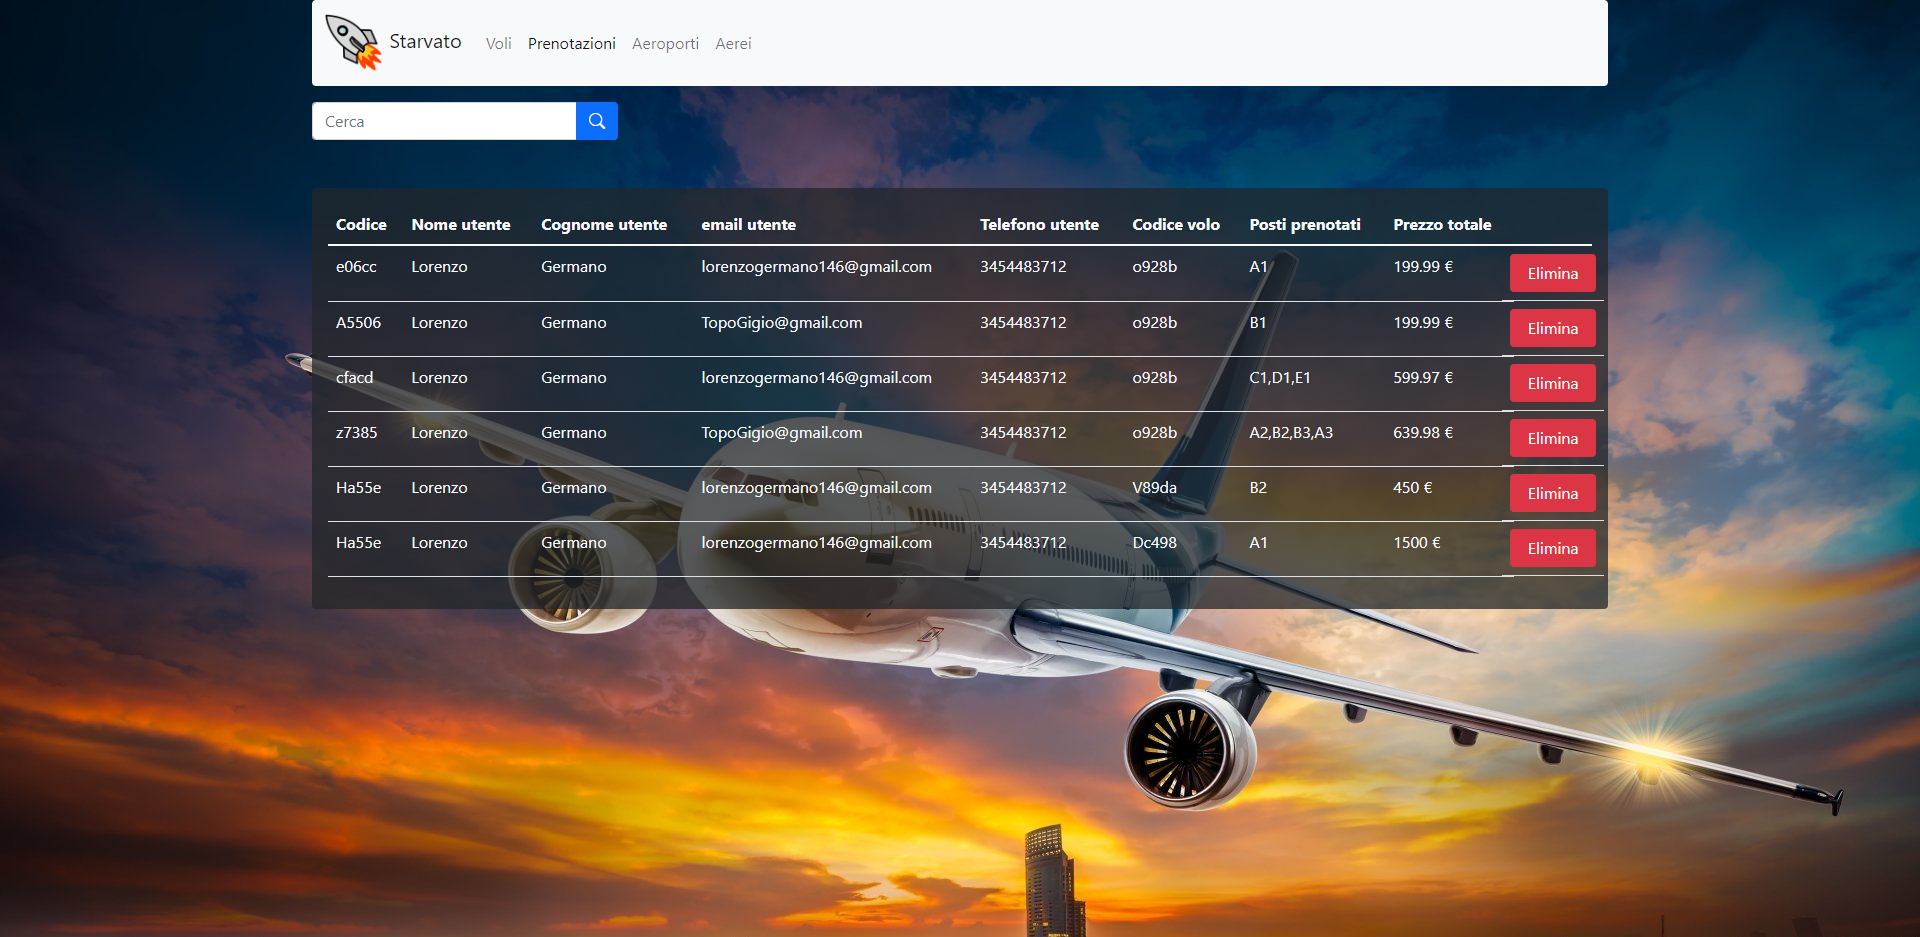 Starvato Voli Prenotazioni Aeroporti Aerei
Cerca
Codice Nome utente Cognome utente email utente Telefono utente Codice volo Posti prenotati Prezzo totale
e06cc Lorenzo Germano lorenzogermano146@gmail.com 3454483712 o928b A1 199.99 € Elimina
A5506 Lorenzo Germano TopoGigio@gmail.com 3454483712 o928b B1 199.99 € Elimina
cfacd Lorenzo Germano lorenzogermano146@gmail.com 3454483712 o928b C1,D1,E1 599.97 € Elimina
z7385 Lorenzo Germano TopoGigio@gmail.com 3454483712 o928b A2,B2,B3,A3 639.98 € Elimina
Ha55e Lorenzo Germano lorenzogermano146@gmail.com 3454483712 V89da B2 450 € Elimina
Ha55e Lorenzo Germano lorenzogermano146@gmail.com 3454483712 Dc498 A1 1500 € Elimina